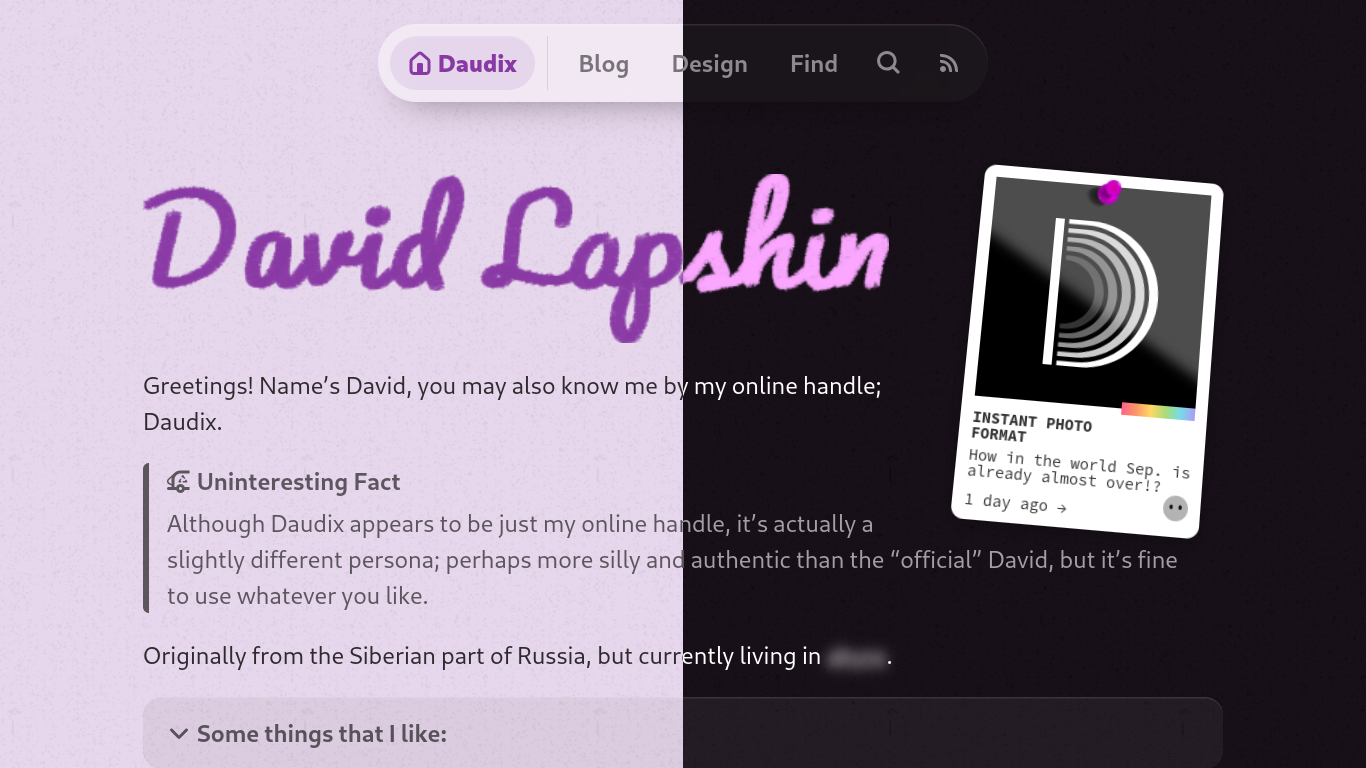 Daudix Blog Design Find
David Lapshin
Greetings! Name’s David, you may also know me by my online handle;
Daudix.
Uninteresting Fact
Although Daudix appears to be just my online handle, it’s actually a
slightly different persona; perhaps more silly and authentic than the “official” David, but it’s fine
to use whatever you like.
Originally from the Siberian part of Russia, but currently living in .
Some things that I like:
INSTANT PHOTO
FORMAT
How in the world Sep. is
already almost over!?
1 day ago →